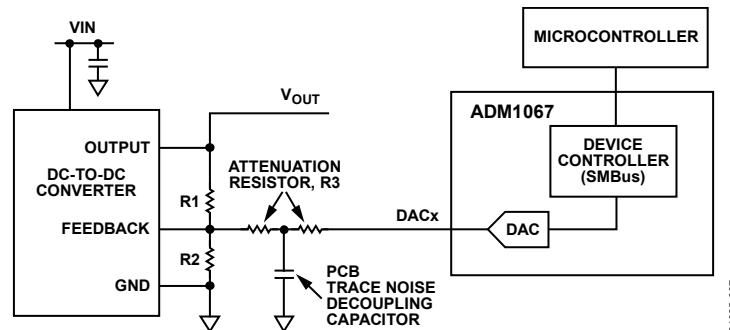 VIN
MICROCONTROLLER
VOUT
ADM1067
OUTPUT
DC-TO-DC
CONVERTER
ATTENUATION
RESISTOR, R3
DEVICE
CONTROLLER
(SMBus)
R1
DACx
FEEDBACK
DAC
R2
GND
PCB
TRACE NOISE
DECOUPLING
CAPACITOR